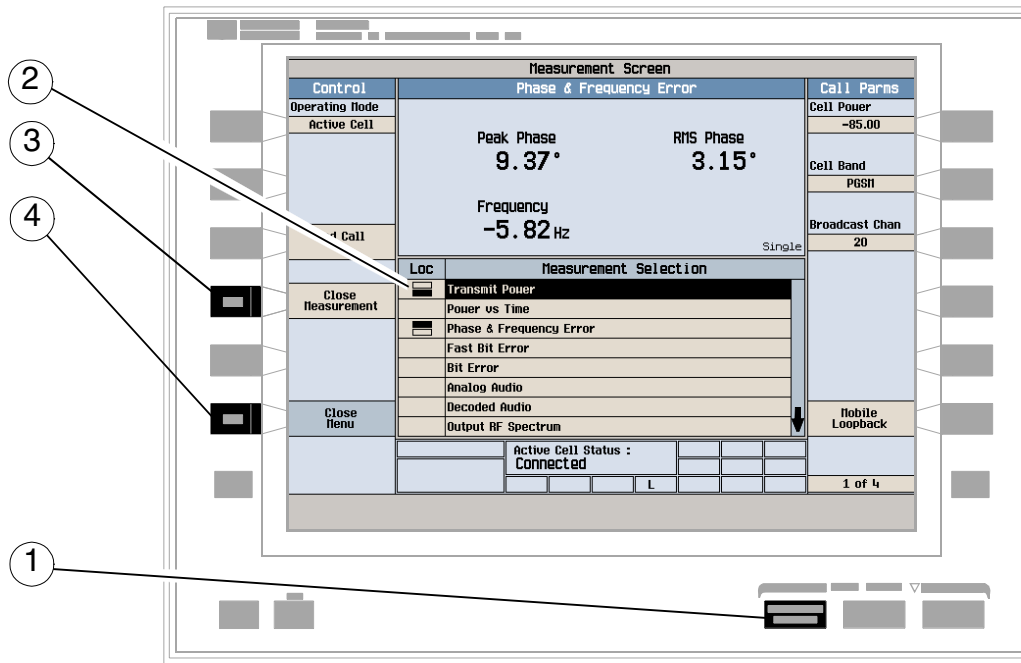 Measurement Screen
Control
Phase & Frequency Error
Call Parms
Operating Mode
Active Cell
Cell Power
-85.00
2
3
4
1
Peak Phase
9.37°
RMS Phase
3.15°
Cell Band
PGSM
Frequency
-5.82 Hz
Single
Call
Broadcast Chan
20
Loc
Measurement Selection
Close
Measurement
Transmit Power
Power vs Time
Phase & Frequency Error
Fast Bit Error
Bit Error
Analog Audio
Decoded Audio
Output RF Spectrum
Close
Menu
Mobile
Loopback
Active Cell Status :
Connected
L
1 of 4